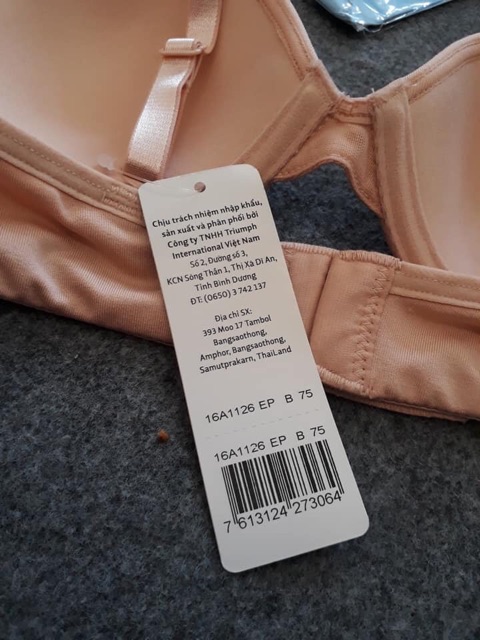 Chịu trách nhiệm nhập khẩu,
sản xuất và phân phối bởi
Công ty TNHH Triumph
International Việt Nam
Số 2, Đường số 3,
KCN Sóng Thần 1, Thị Xã Dĩ An,
Tỉnh Bình Dương
ĐT: (0650) 3 742 137
Địa chỉ SX:
393 Moo 17 Tambol
Bangsaothong,
Amphor, Bangsaothong,
Samutprakarn, ThaiLand
16A1126 EP B 75
16A1126 EP B 75
7 613124 273064